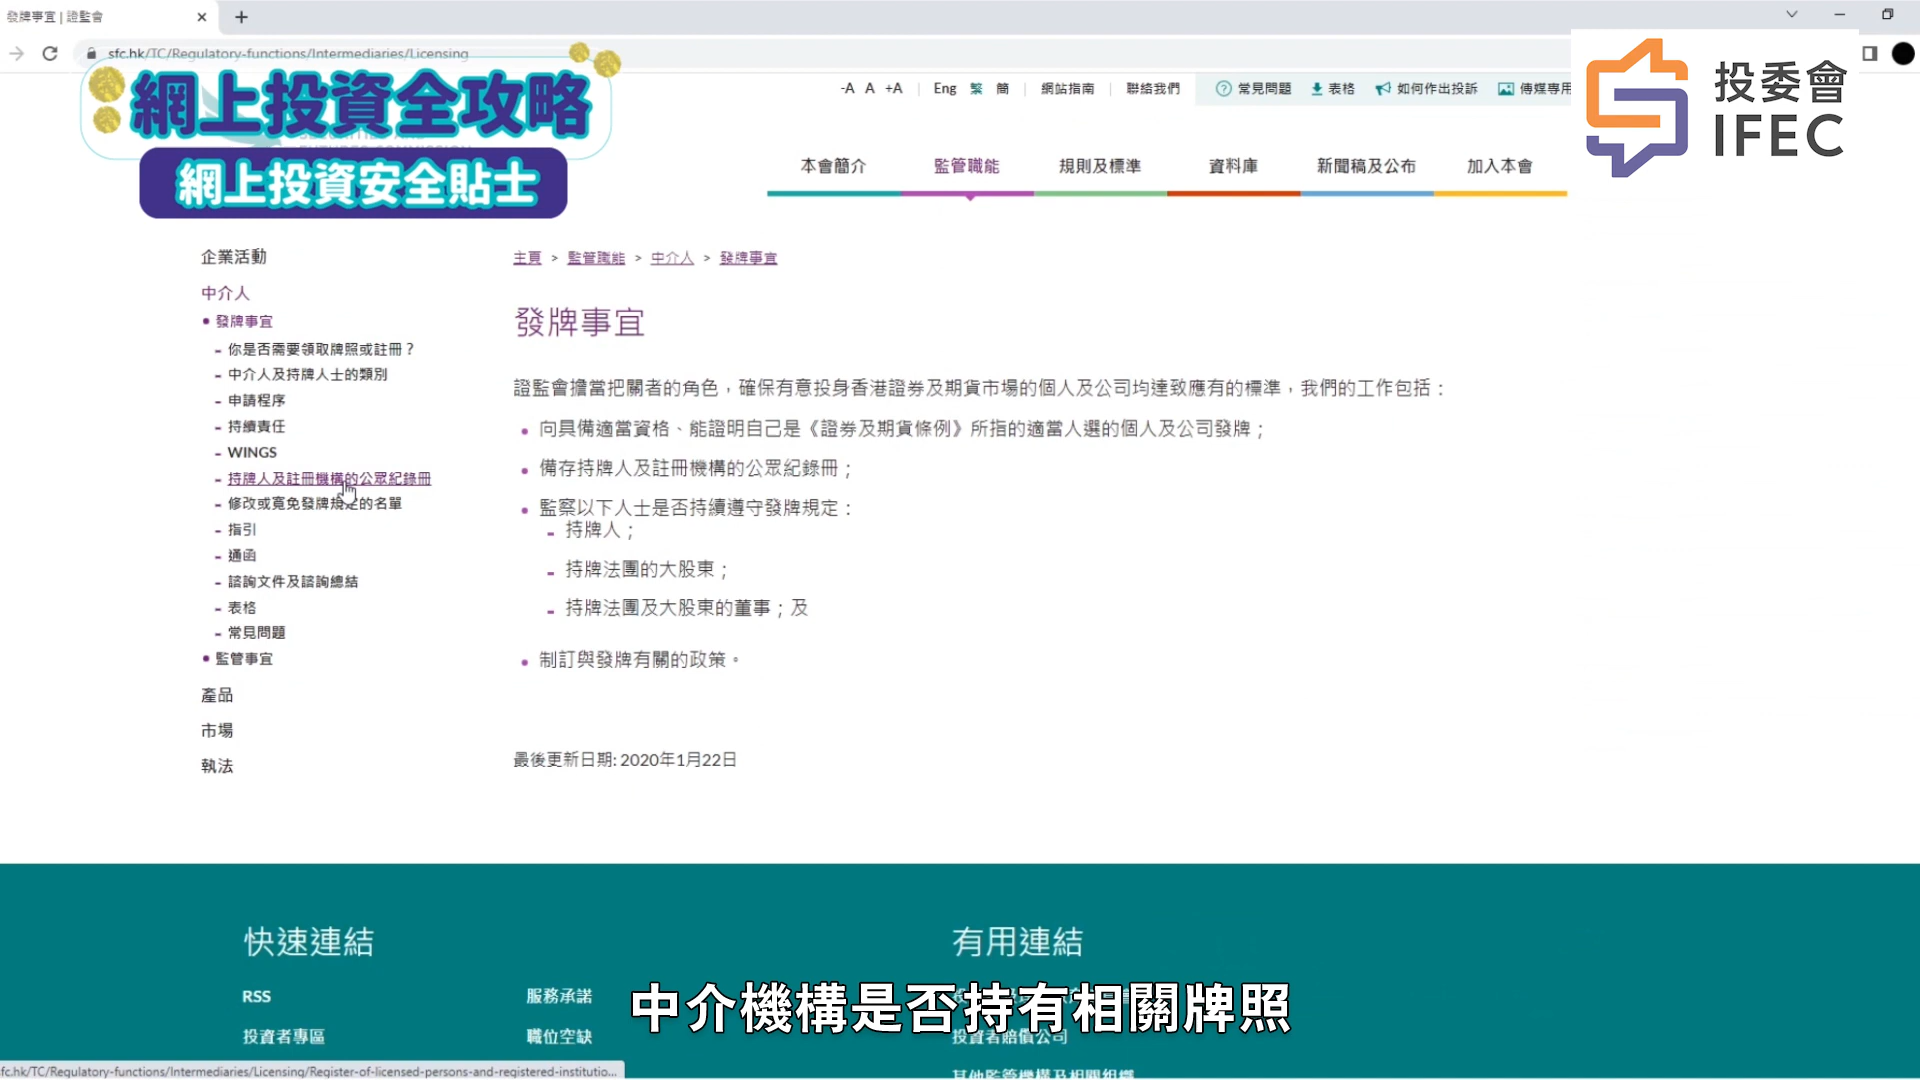 發牌事宜 | 證監會
sfc.hk/TC/Regulatory-functions/Intermediaries/Licensing
網上投資全攻略
網上投資安全貼士
-A A +A
Eng 繁 簡
網站指南
聯絡我們
常見問題
表格
如何作出投訴
傳媒專用
投委會
IFEC
本會簡介
監管職能
規則及標準
資料庫
新聞稿及公布
加入本會
企業活動
中介人
發牌事宜
- 你是否需要領取牌照或註冊？
- 中介人及持牌人士的類別
- 申請程序
- 持續責任
- WINGS
- 持牌人及註冊機構的公眾紀錄冊
- 修改或寬免發牌規定的名單
- 指引
- 通函
- 諮詢文件及諮詢總結
- 表格
- 常見問題
監管事宜
產品
市場
執法
主頁 > 監管職能 > 中介人 > 發牌事宜
發牌事宜
證監會擔當把關者的角色，確保有意投身香港證券及期貨市場的個人及公司均達致應有的標準，我們的工作包括：
向具備適當資格、能證明自己是《證券及期貨條例》所指的適當人選的個人及公司發牌；
備存持牌人及註冊機構的公眾紀錄冊；
監察以下人士是否持續遵守發牌規定：
- 持牌人；
- 持牌法團的大股東；
- 持牌法團及大股東的董事；及
制訂與發牌有關的政策。
最後更新日期: 2020年1月22日
快速連結
有用連結
RSS
服務承諾
投資者專區
職位空缺
投資者賠償公司
其他監管機構及相關組織
中介機構是否持有相關牌照
fc.hk/TC/Regulatory-functions/Intermediaries/Licensing/Register-of-licensed-persons-and-registered-institutio...